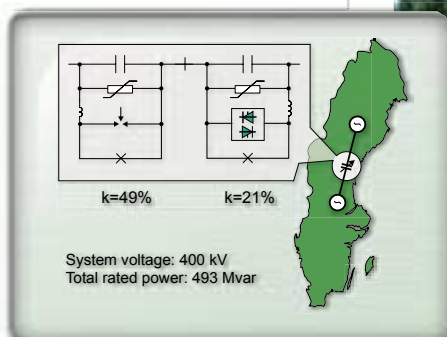 k=49% k=21%
System voltage: 400 kV
Total rated power: 493 Mvar